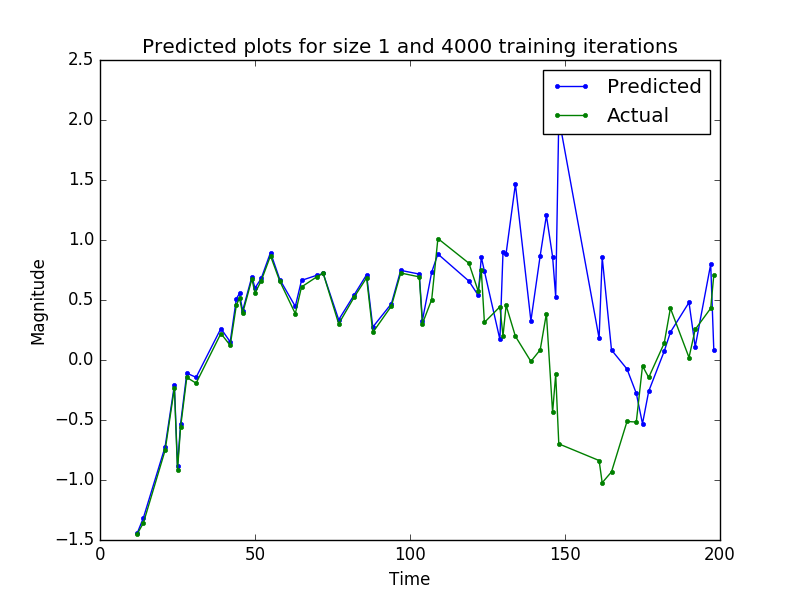 Predicted plots for size 1 and 4000 training iterations
2.5
2.0
1.5
1.0
0.5
0.0
−0.5
−1.0
−1.5
Magnitude
Predicted
Actual
0
50
100
150
200
Time